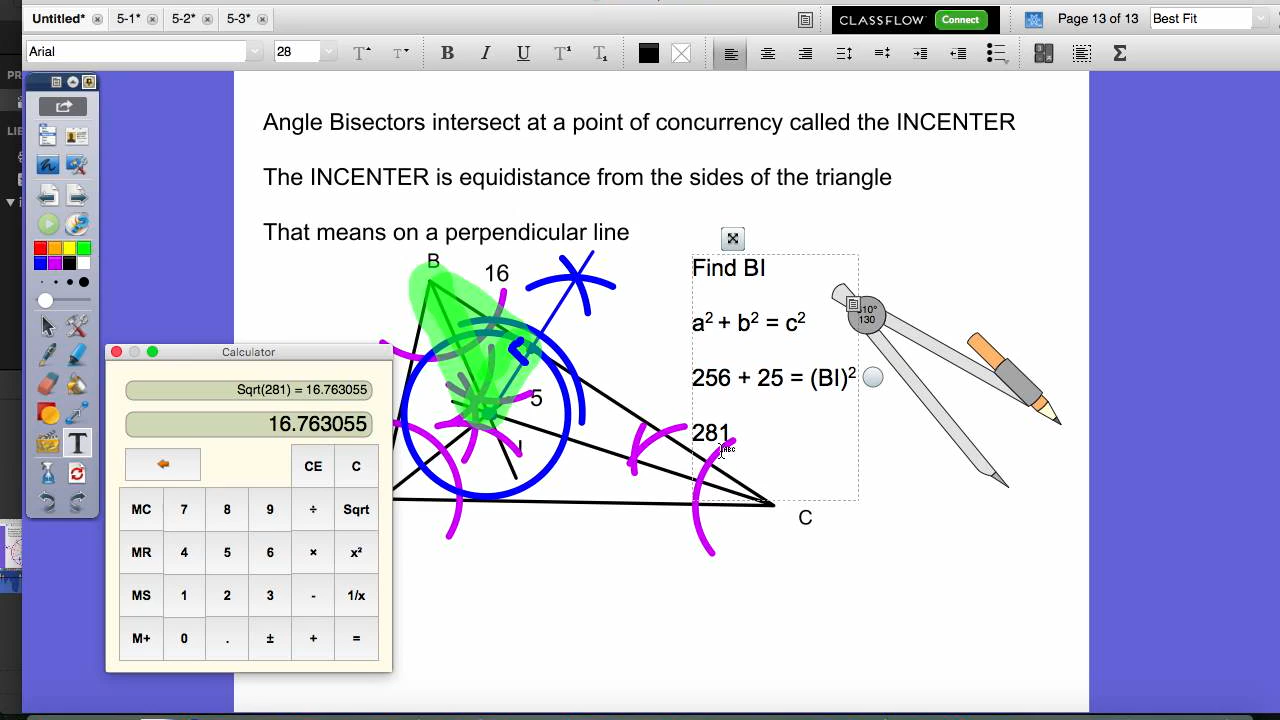 Untitled* 5-1* 5-2* 5-3* CLASSFLOW Connect Page 13 of 13 Best Fit
Arial 28 B I U T T Σ
Angle Bisectors intersect at a point of concurrency called the INCENTER
The INCENTER is equidistance from the sides of the triangle
That means on a perpendicular line
B
16
5
I
C
Find BI
a² + b² = c²
256 + 25 = (BI)²
281
130
T
Calculator
Sqrt(281) = 16.763055
16.763055
CE C
MC 7 8 9 ÷ Sqrt
MR 4 5 6 × x²
MS 1 2 3 - 1/x
M+ 0 . ± + =